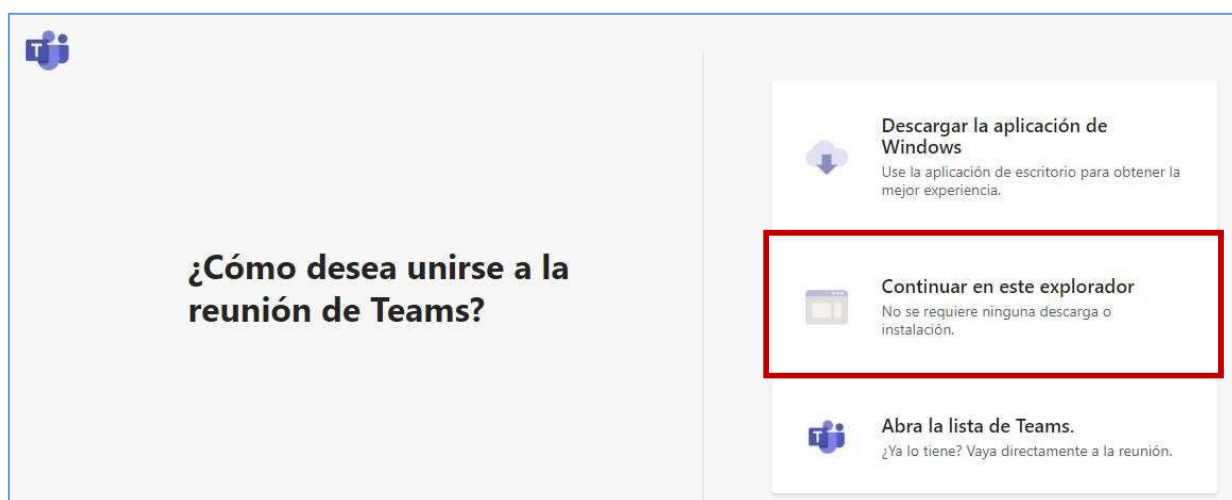 ¿Cómo desea unirse a la
reunión de Teams?
Descargar la aplicación de
Windows
Use la aplicación de escritorio para obtener la
mejor experiencia.
Continuar en este explorador
No se requiere ninguna descarga o
instalación.
Abra la lista de Teams.
¿Ya lo tiene? Vaya directamente a la reunión.